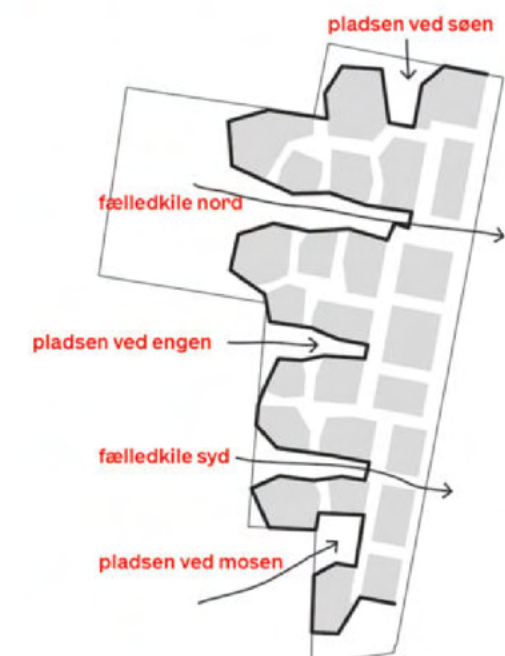 pladsen ved søen
fælledkile nord
pladsen ved engen
fælledkile syd
pladsen ved mosen